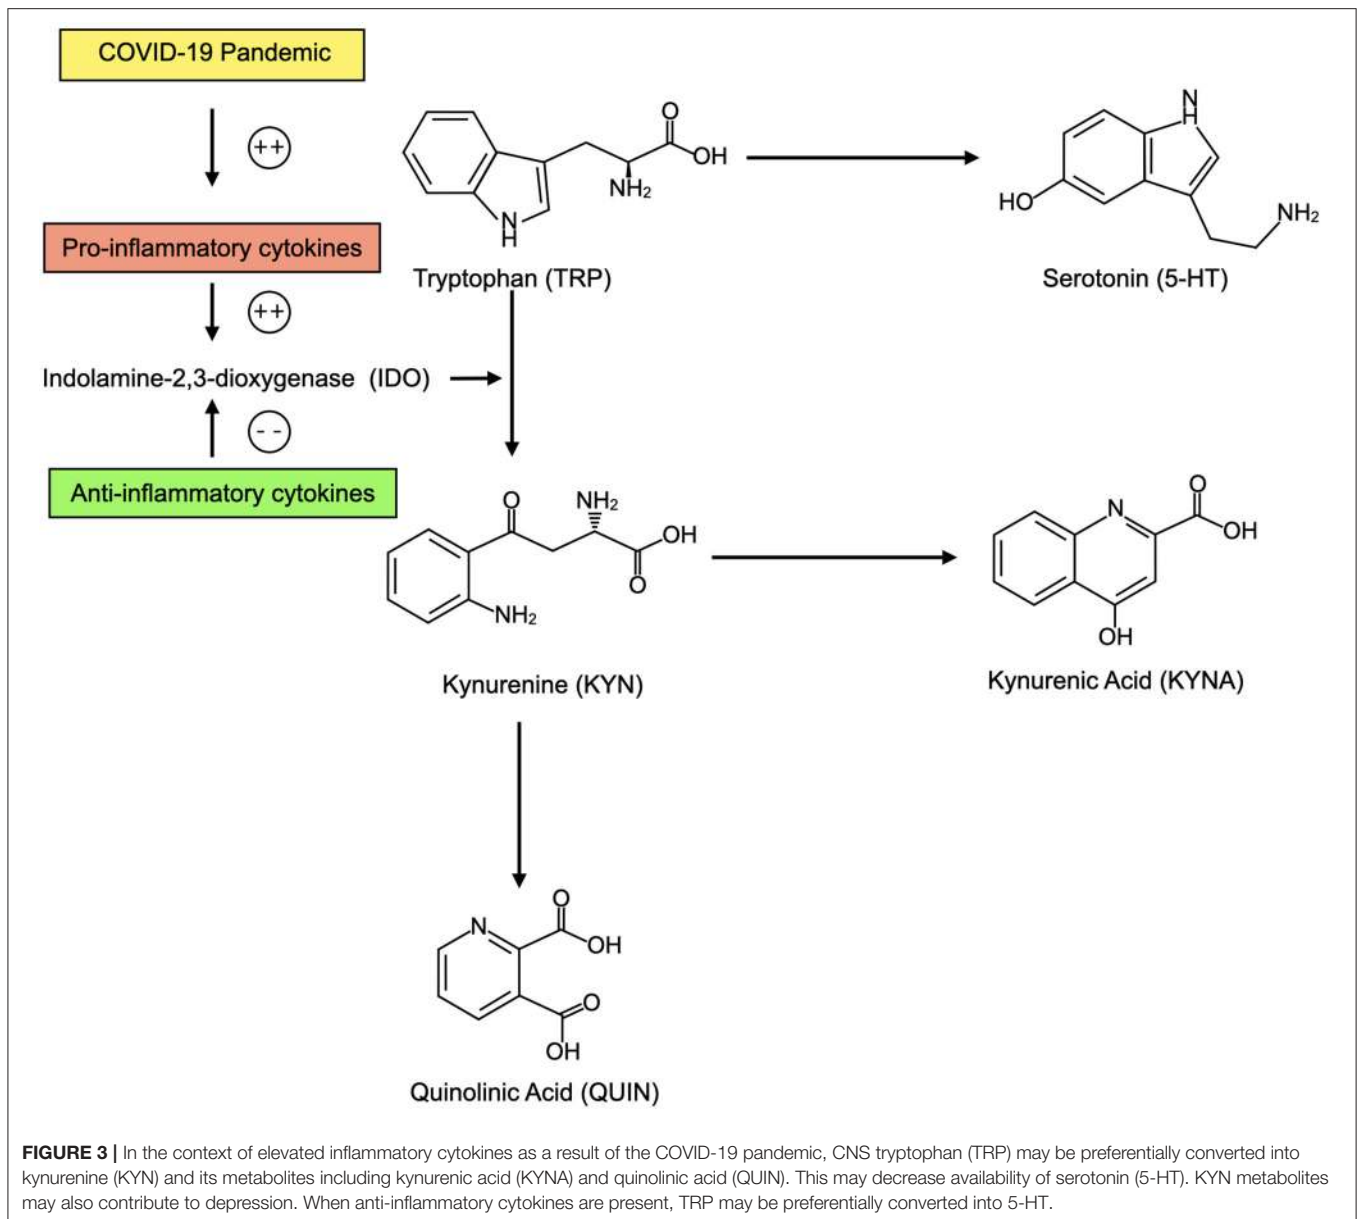 COVID-19 Pandemic
++
Pro-inflammatory cytokines
++
Indolamine-2,3-dioxygenase (IDO)
- -
Anti-inflammatory cytokines
O
OH
NH2
N
H
Tryptophan (TRP)
N
H
HO
NH2
Serotonin (5-HT)
O
NH2
OH
O
NH2
Kynurenine (KYN)
O
N
OH
OH
Kynurenic Acid (KYNA)
O
N
OH
O
OH
Quinolinic Acid (QUIN)
FIGURE 3 | In the context of elevated inflammatory cytokines as a result of the COVID-19 pandemic, CNS tryptophan (TRP) may be preferentially converted into
kynurenine (KYN) and its metabolites including kynurenic acid (KYNA) and quinolinic acid (QUIN). This may decrease availability of serotonin (5-HT). KYN metabolites
may also contribute to depression. When anti-inflammatory cytokines are present, TRP may be preferentially converted into 5-HT.